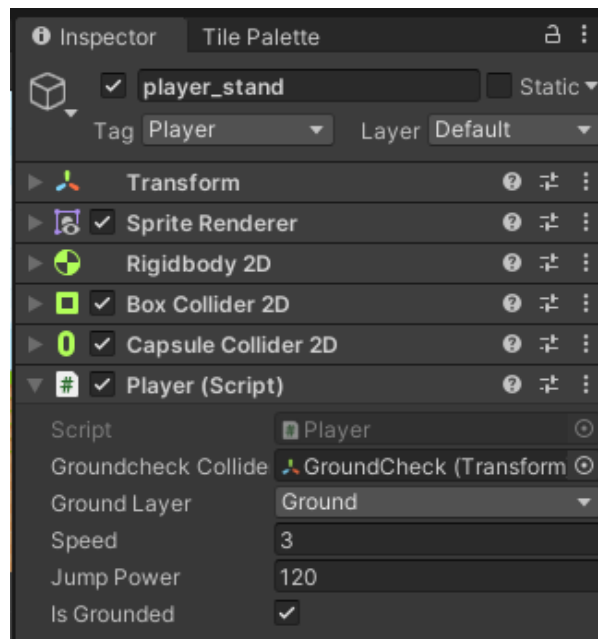 Inspector Tile Palette
player_stand Static
Tag Player Layer Default
Transform
Sprite Renderer
Rigidbody 2D
Box Collider 2D
Capsule Collider 2D
# Player (Script)
Script # Player
Groundcheck Collide GroundCheck (Transform
Ground Layer Ground
Speed 3
Jump Power 120
Is Grounded